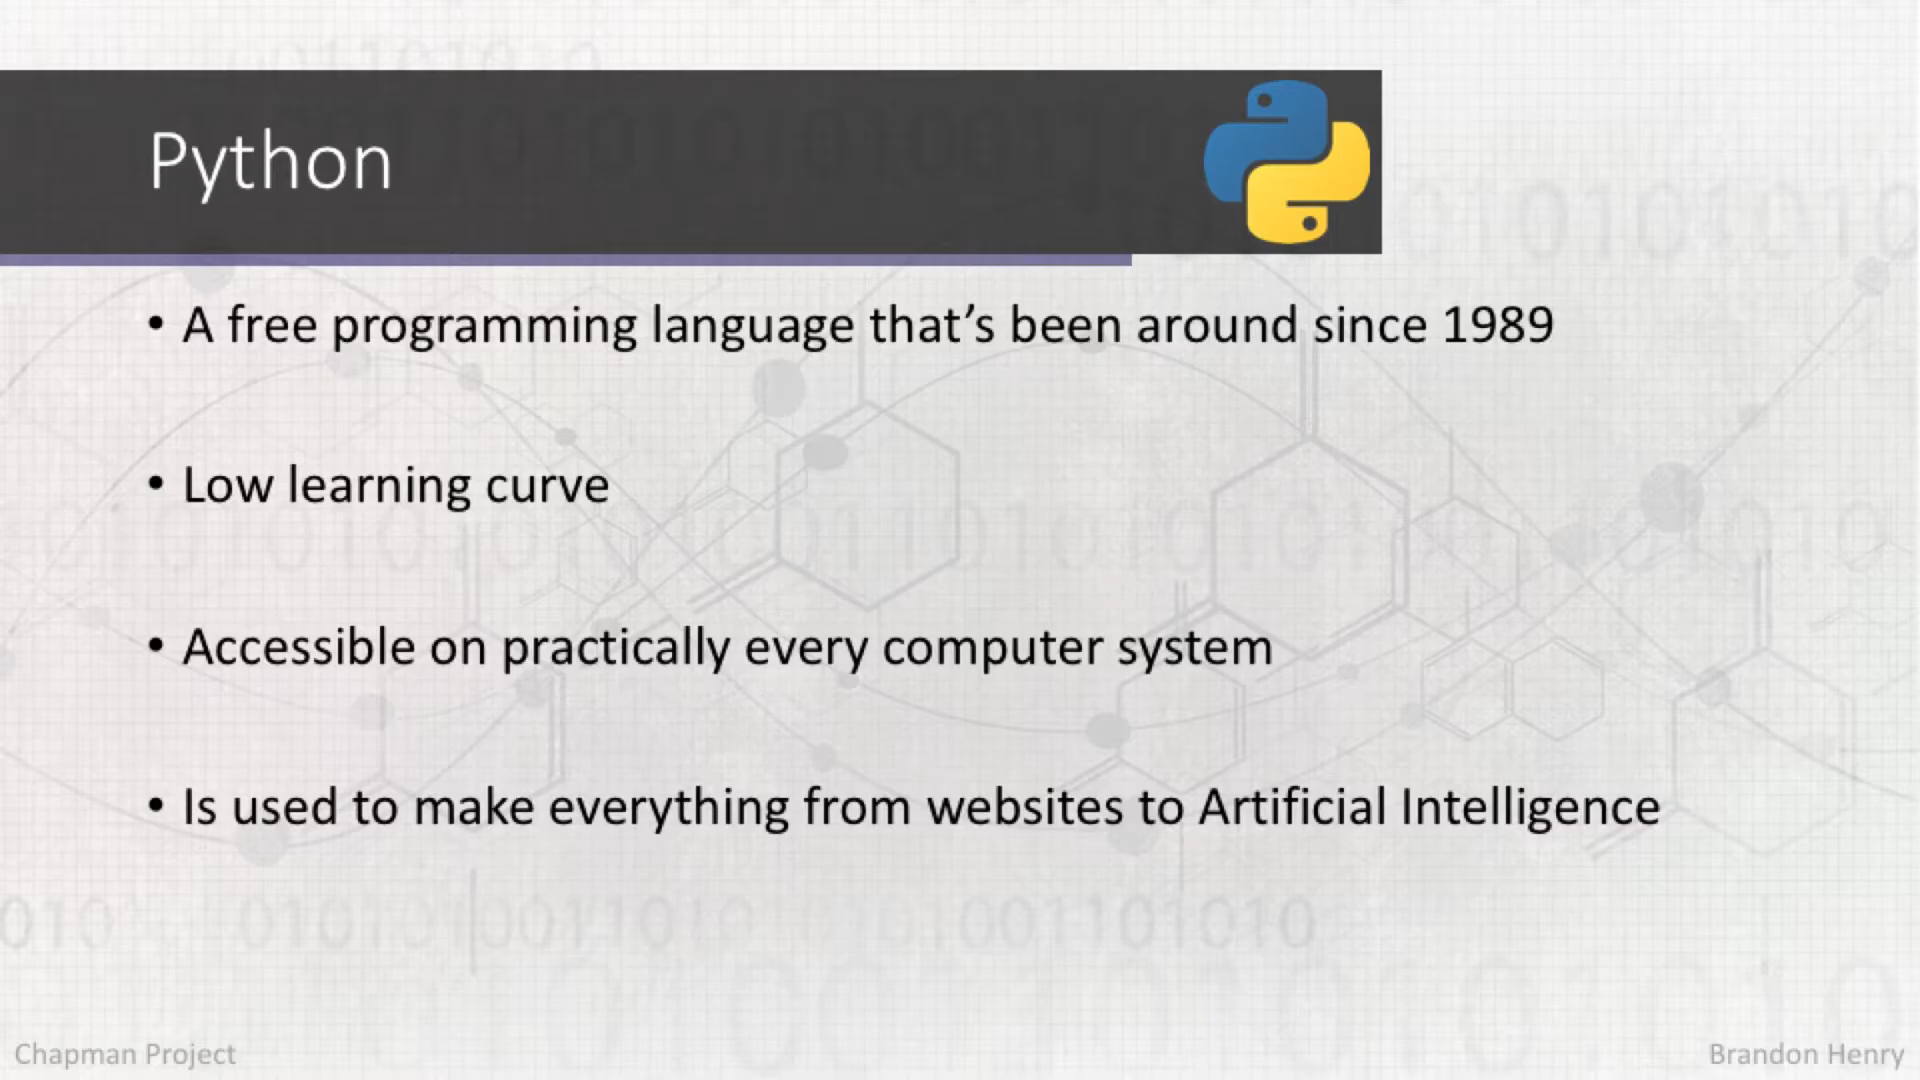 Python
• A free programming language that's been around since 1989
• Low learning curve
• Accessible on practically every computer system
• Is used to make everything from websites to Artificial Intelligence
Chapman Project
Brandon Henry